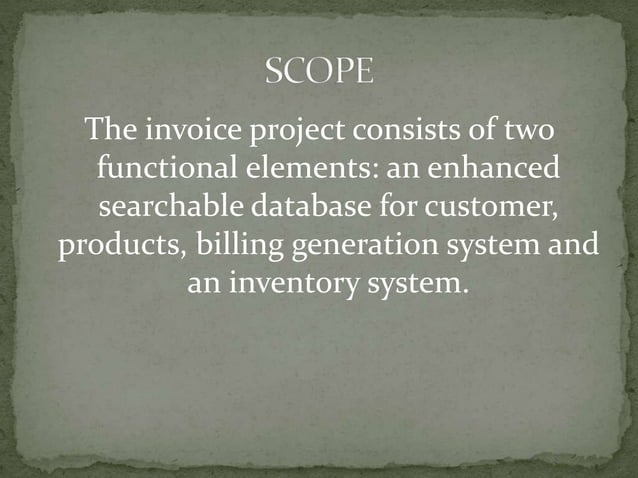 SCOPE
The invoice project consists of two
functional elements: an enhanced
searchable database for customer,
products, billing generation system and
an inventory system.